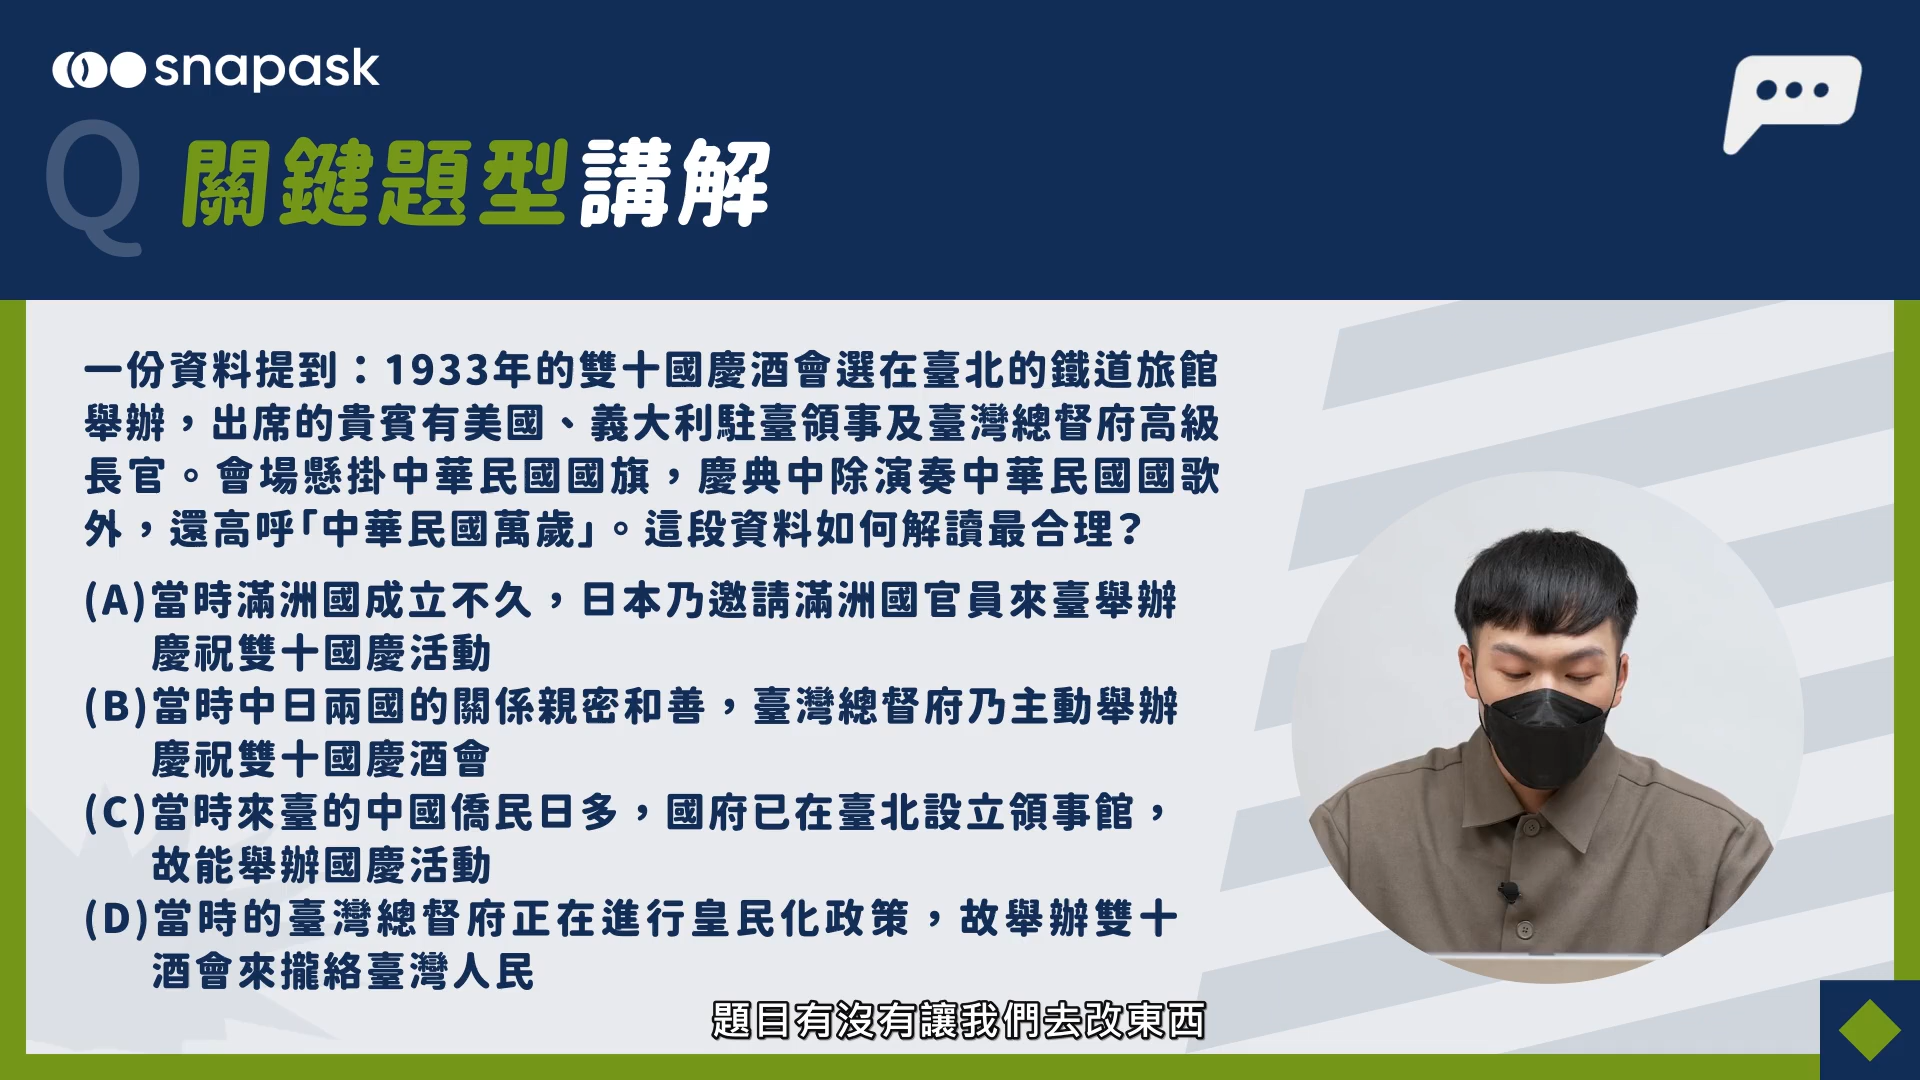 snapask
Q 關鍵題型講解
一份資料提到：1933年的雙十國慶酒會選在臺北的鐵道旅館
舉辦，出席的貴賓有美國、義大利駐臺領事及臺灣總督府高級
長官。會場懸掛中華民國國旗，慶典中除演奏中華民國國歌
外，還高呼「中華民國萬歲」。這段資料如何解讀最合理？
(A)當時滿洲國成立不久，日本乃邀請滿洲國官員來臺舉辦
慶祝雙十國慶活動
(B)當時中日兩國的關係親密和善，臺灣總督府乃主動舉辦
慶祝雙十國慶酒會
(C)當時來臺的中國僑民日多，國府已在臺北設立領事館，
故能舉辦國慶活動
(D)當時的臺灣總督府正在進行皇民化政策，故舉辦雙十
酒會來攏絡臺灣人民
題目有沒有讓我們去改東西